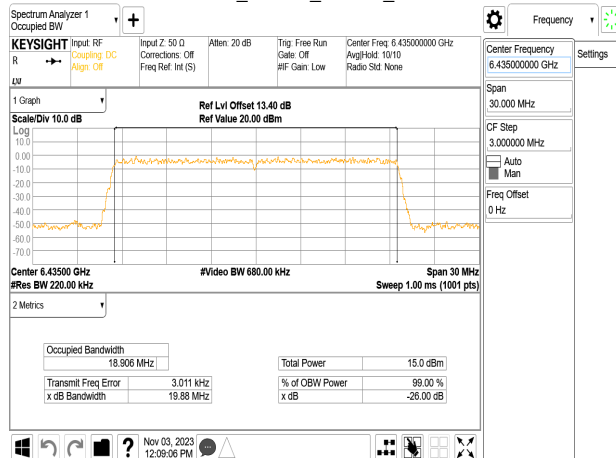 Spectrum Analyzer 1
Occupied BW
Frequency
Settings
KEYSIGHT
R
Input: RF
Coupling: DC
Align: Off
Input Z: 50 Ω
Corrections: Off
Freq Ref: Int (S)
Atten: 20 dB
Trig: Free Run
Gate: Off
#IF Gain: Low
Center Freq: 6.435000000 GHz
Avg|Hold: 10/10
Radio Std: None
Center Frequency
6.435000000 GHz
Span
30.000 MHz
CF Step
3.000000 MHz
Auto
Man
Freq Offset
0 Hz
1 Graph
Scale/Div 10.0 dB
Ref Lvl Offset 13.40 dB
Ref Value 20.00 dBm
Log
10.0
0.00
-10.0
-20.0
-30.0
-40.0
-50.0
-60.0
-70.0
Center 6.43500 GHz
#Res BW 220.00 kHz
#Video BW 680.00 kHz
Span 30 MHz
Sweep 1.00 ms (1001 pts)
2 Metrics
Occupied Bandwidth
18.906 MHz
Transmit Freq Error 3.011 kHz
x dB Bandwidth 19.88 MHz
Total Power 15.0 dBm
% of OBW Power 99.00 %
x dB -26.00 dB
Nov 03, 2023
12:09:06 PM